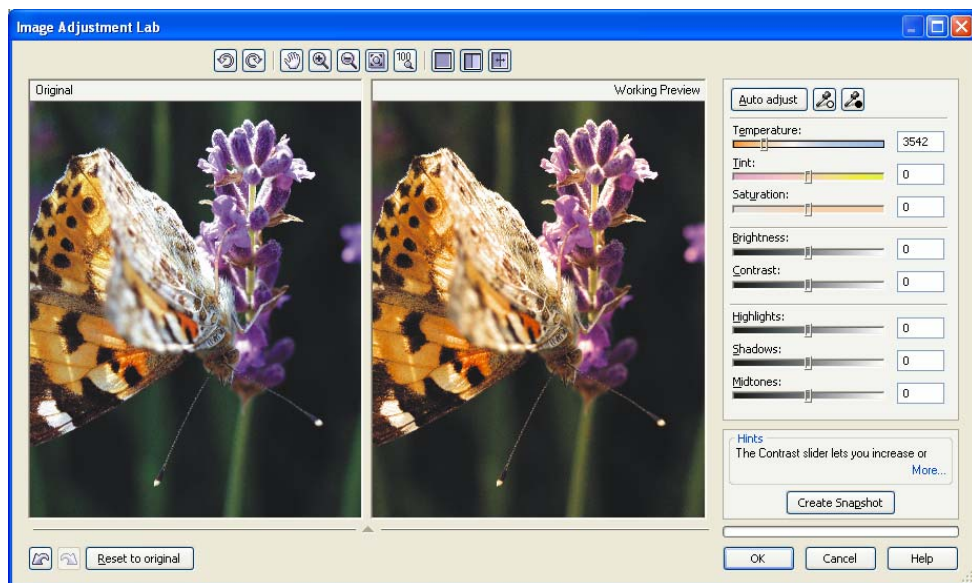 Image Adjustment Lab
100
Original
Working Preview
Auto adjust
Temperature:
3542
Tint:
0
Saturation:
0
Brightness:
0
Contrast:
0
Highlights:
0
Shadows:
0
Midtones:
0
Hints
The Contrast slider lets you increase or
More...
Create Snapshot
Reset to original
OK
Cancel
Help